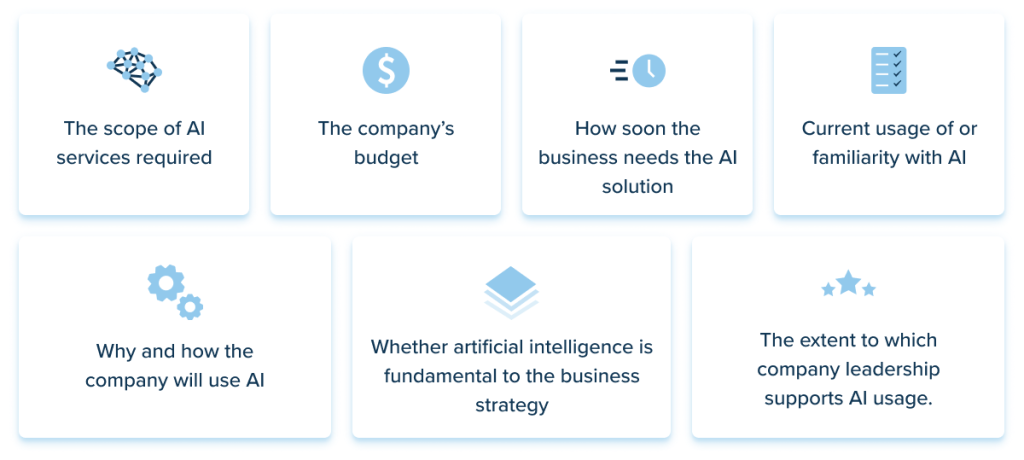 The scope of AI
services required
The company's
budget
How soon the
business needs the AI
solution
Current usage of or
familiarity with AI
Why and how the
company will use AI
Whether artificial intelligence is
fundamental to the business
strategy
The extent to which
company leadership
supports AI usage.